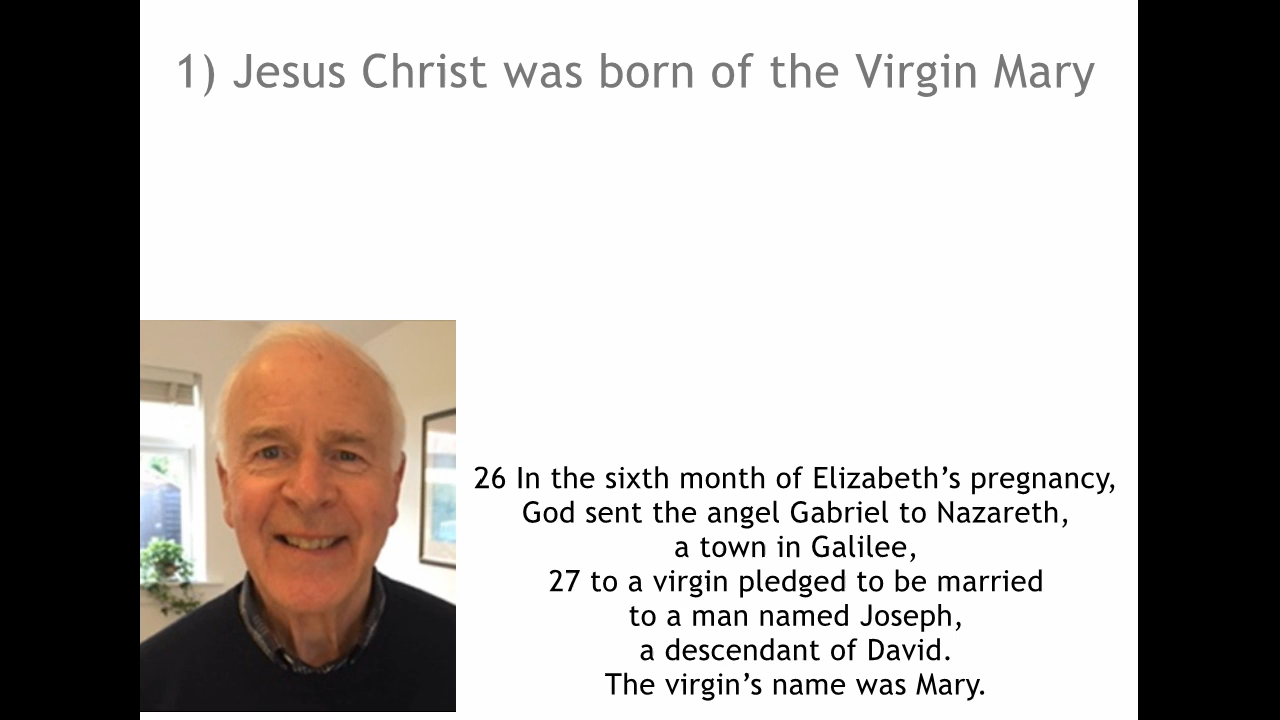 1) Jesus Christ was born of the Virgin Mary
26 In the sixth month of Elizabeth’s pregnancy,
God sent the angel Gabriel to Nazareth,
a town in Galilee,
27 to a virgin pledged to be married
to a man named Joseph,
a descendant of David.
The virgin’s name was Mary.